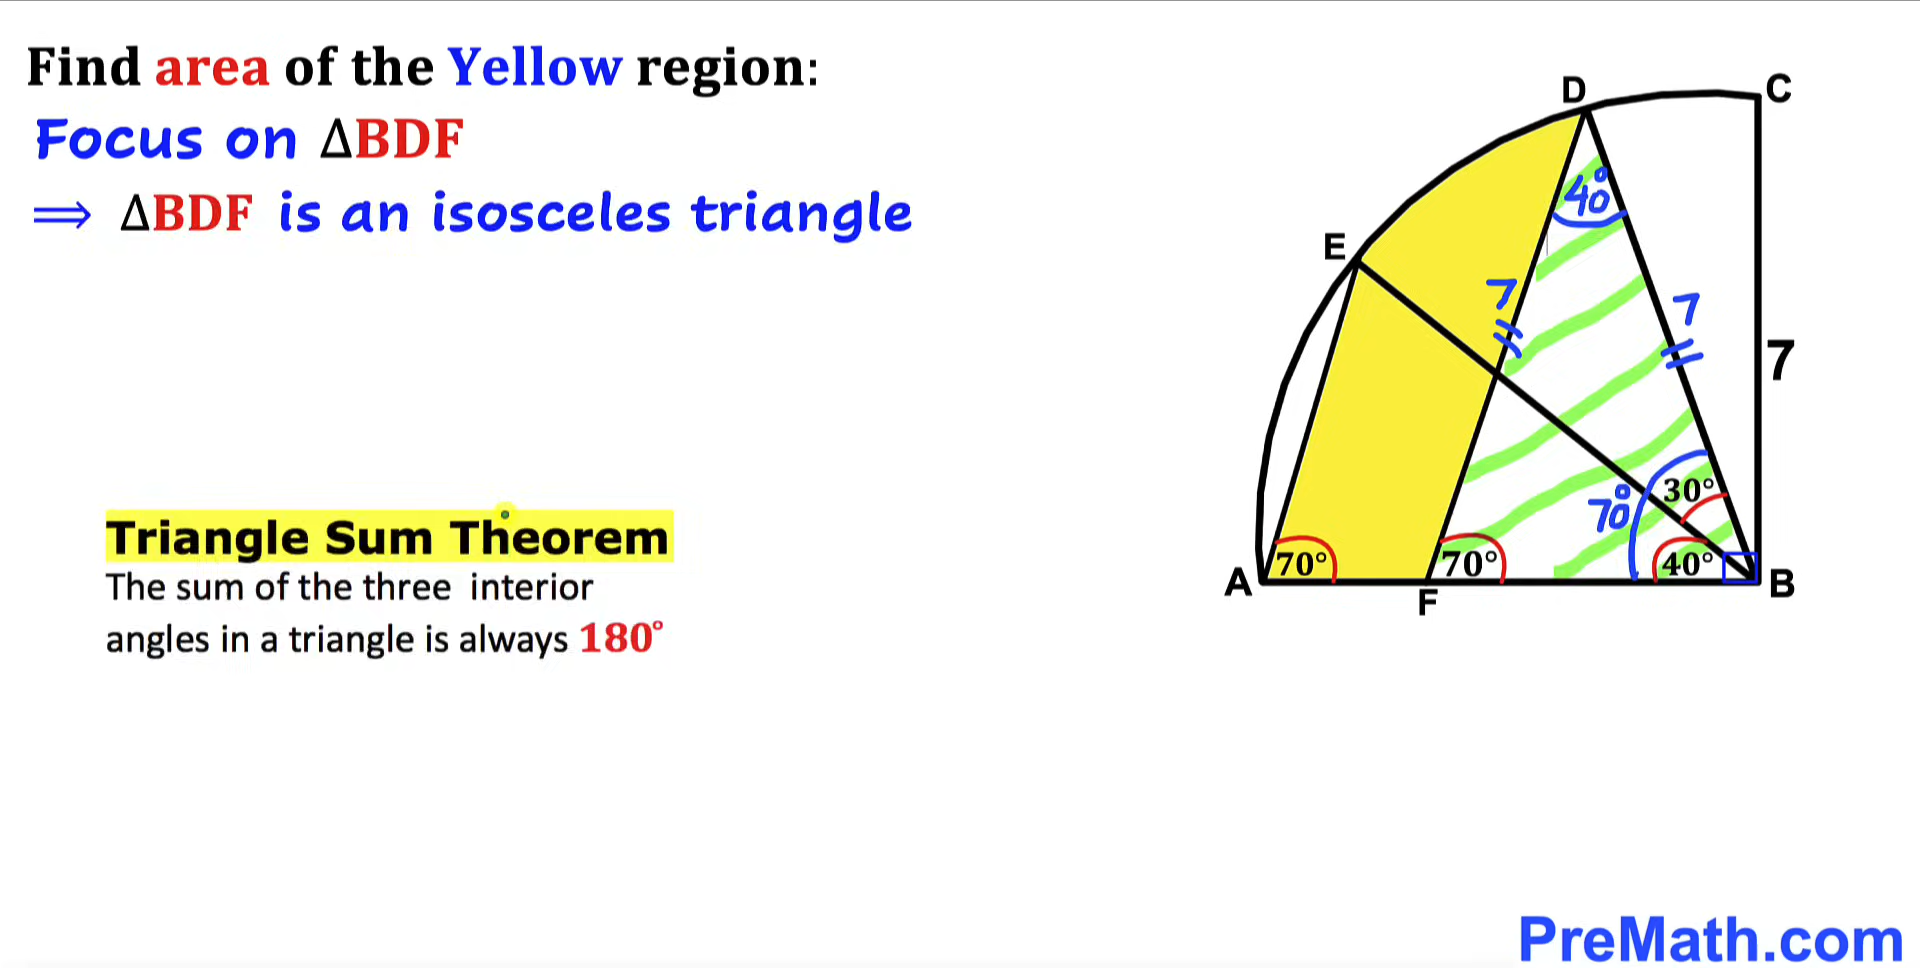 Find area of the Yellow region:
Focus on ΔBDF
⟹ ΔBDF is an isosceles triangle
Triangle Sum Theorem
The sum of the three interior
angles in a triangle is always 180°
D
C
40°
E
7
7
7
30°
70°
70°
70°
40°
A
F
B
PreMath.com